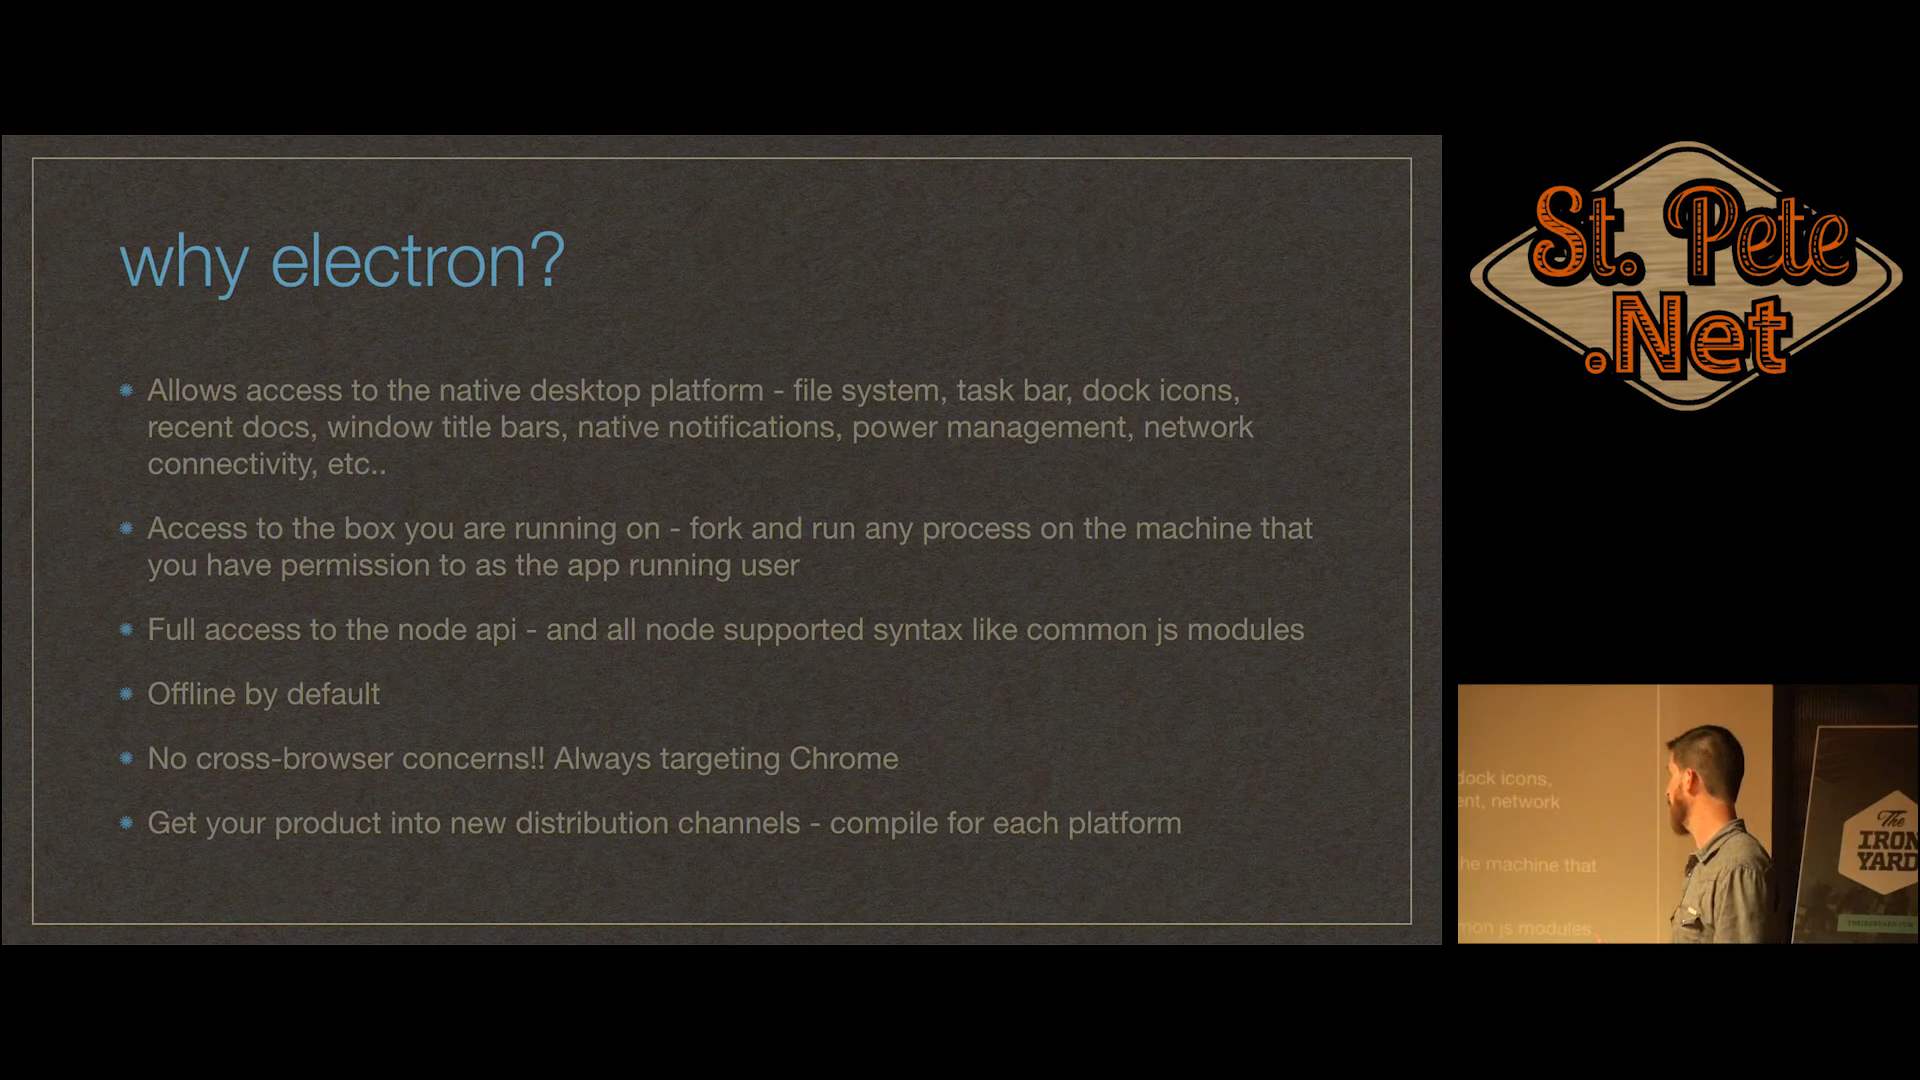 why electron?
Allows access to the native desktop platform - file system, task bar, dock icons,
recent docs, window title bars, native notifications, power management, network
connectivity, etc..
Access to the box you are running on - fork and run any process on the machine that
you have permission to as the app running user
Full access to the node api - and all node supported syntax like common js modules
Offline by default
No cross-browser concerns!! Always targeting Chrome
Get your product into new distribution channels - compile for each platform
St. Pete
.Net
dock icons,
ent, network
he machine that
mon js modules
The
IRON
YARD